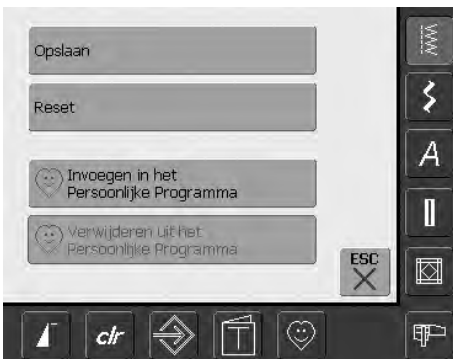 Opslaan
Reset
Invoegen in het
Persoonlijke Programma
Verwijderen uit het
Persoonlijke Programma
ESC
A
clr
T